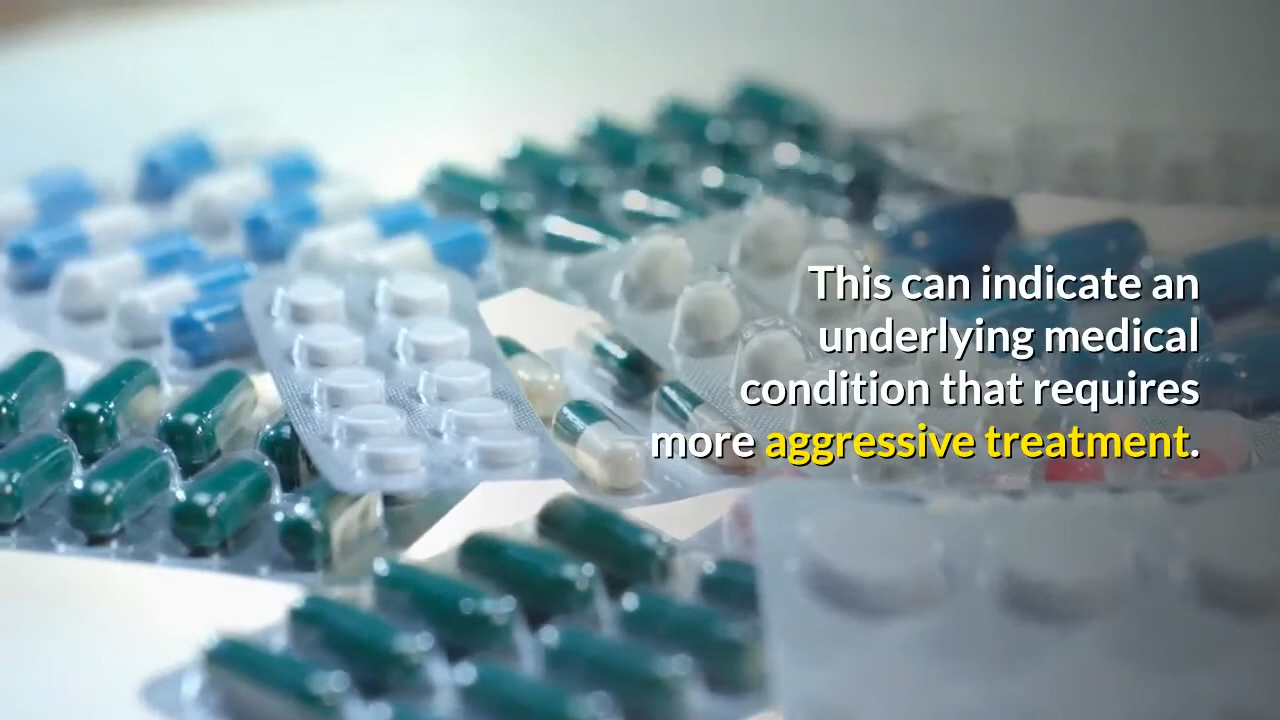 This can indicate an
underlying medical
condition that requires
more aggressive treatment.